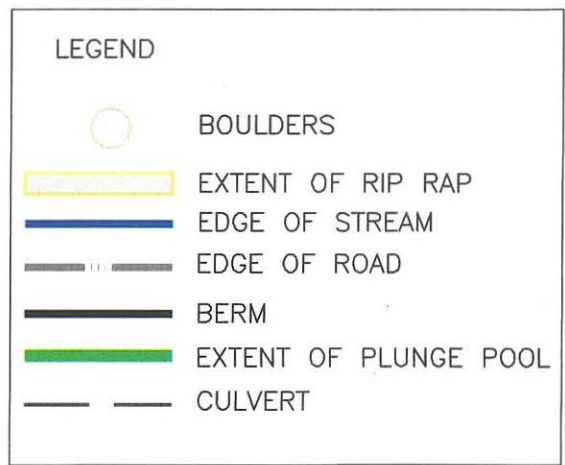 LEGEND
BOULDERS
EXTENT OF RIP RAP
EDGE OF STREAM
EDGE OF ROAD
BERM
EXTENT OF PLUNGE POOL
CULVERT